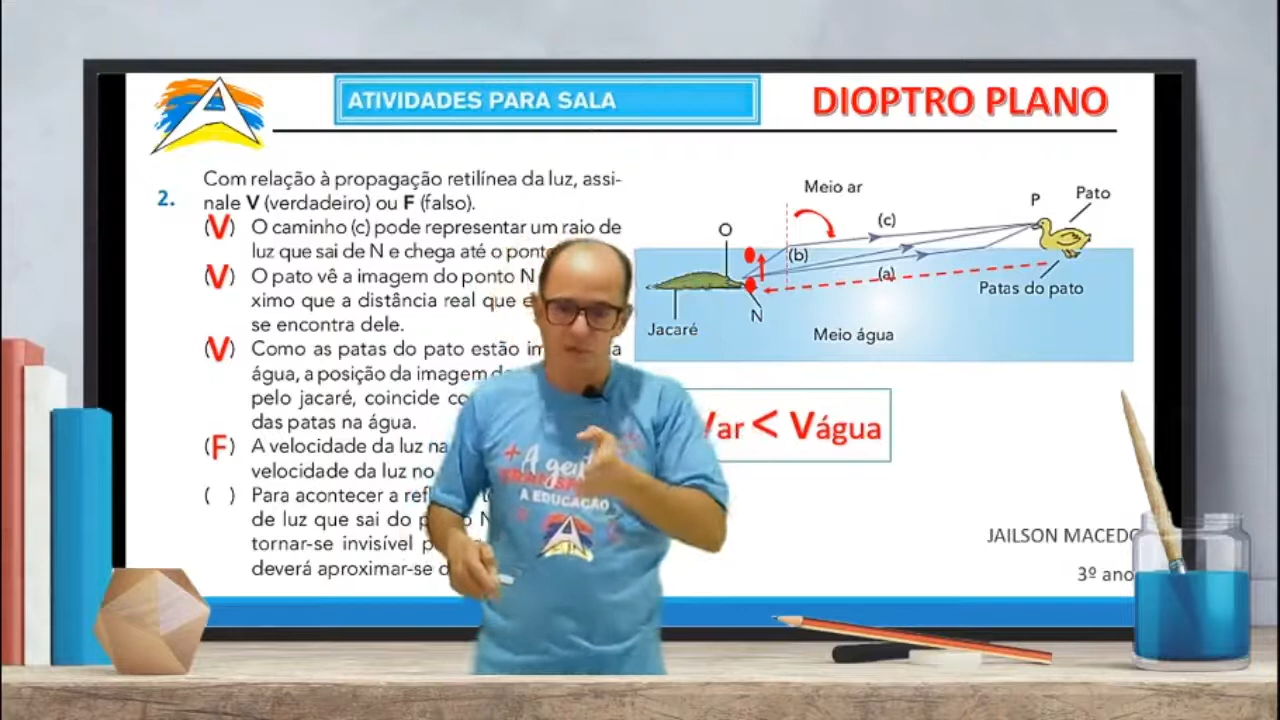 ATIVIDADES PARA SALA
DIOPTRO PLANO
2.
Com relação à propagação retilínea da luz, assi-
nale V (verdadeiro) ou F (falso).
(V) O caminho (c) pode representar um raio de
luz que sai de N e chega até o
(V) O pato vê a imagem do ponto N
ximo que a distância real que
se encontra dele.
(V) Como as patas do pato estão
água, a posição da imagem
pelo jacaré, coincide
das patas na água.
(F) A velocidade da luz
velocidade da luz no
( ) Para acontecer a
de luz que sai do
tornar-se invisível
deverá aproximar-se
Meio ar
P
Pato
O
(c)
(b)
(a)
N
Jacaré
Patas do pato
Meio água
ar < Vágua
A
A EDUCAÇÃO
JAILSON MACEDO
3º ano